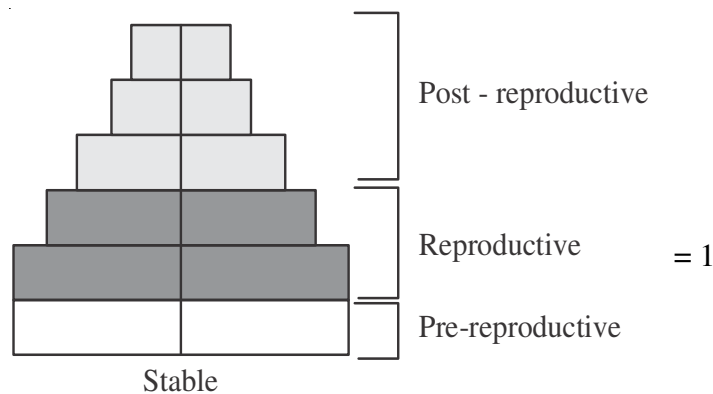 Post - reproductive
Reproductive
= 1
Pre-reproductive
Stable